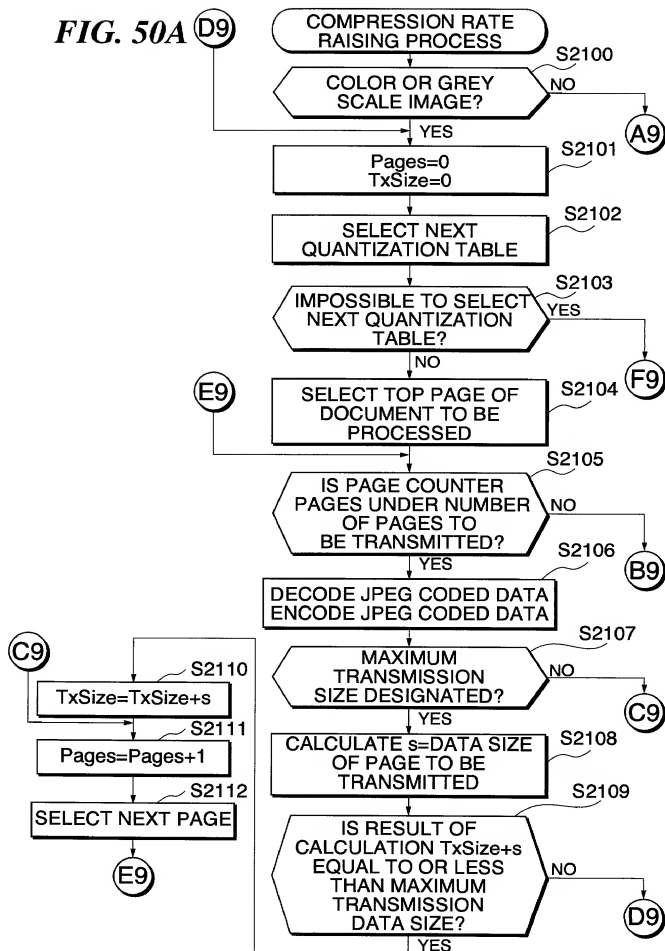 FIG. 50A
D9
COMPRESSION RATE
RAISING PROCESS
S2100
COLOR OR GREY
SCALE IMAGE?
NO
A9
YES
S2101
Pages=0
TxSize=0
S2102
SELECT NEXT
QUANTIZATION TABLE
S2103
IMPOSSIBLE TO SELECT
NEXT QUANTIZATION
TABLE?
YES
F9
NO
E9
S2104
SELECT TOP PAGE OF
DOCUMENT TO BE
PROCESSED
S2105
IS PAGE COUNTER
PAGES UNDER NUMBER
OF PAGES TO
BE TRANSMITTED?
NO
B9
YES
S2106
DECODE JPEG CODED DATA
ENCODE JPEG CODED DATA
S2107
MAXIMUM
TRANSMISSION
SIZE DESIGNATED?
NO
C9
YES
S2108
CALCULATE s=DATA SIZE
OF PAGE TO BE
TRANSMITTED
S2109
IS RESULT OF
CALCULATION TxSize+s
EQUAL TO OR LESS
THAN MAXIMUM
TRANSMISSION
DATA SIZE?
NO
D9
YES
C9
S2110
TxSize=TxSize+s
S2111
Pages=Pages+1
S2112
SELECT NEXT PAGE
E9